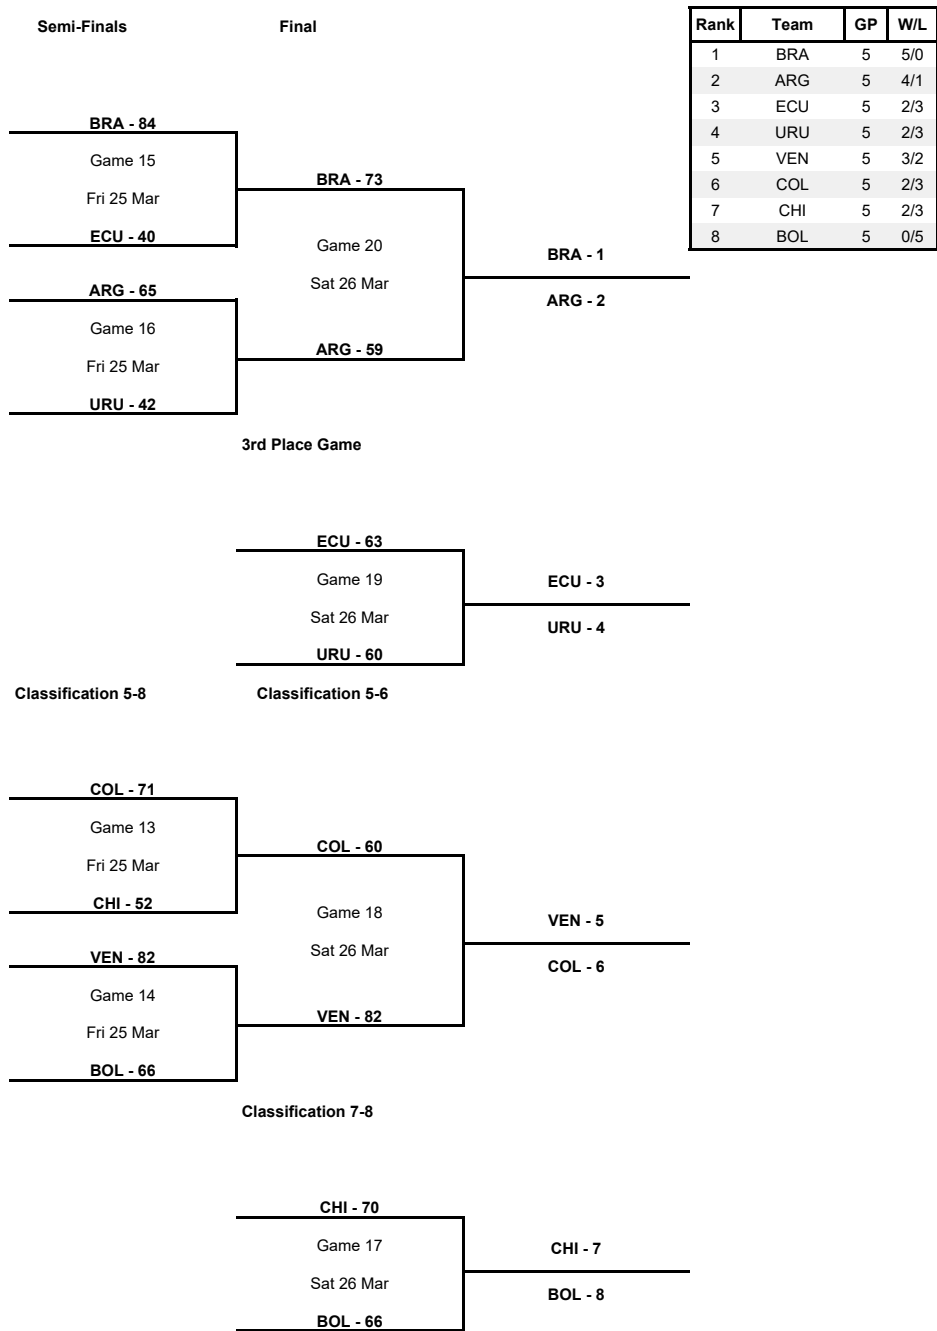 Semi-Finals Final
Rank Team GP W/L
1 BRA 5 5/0
2 ARG 5 4/1
3 ECU 5 2/3
4 URU 5 2/3
5 VEN 5 3/2
6 COL 5 2/3
7 CHI 5 2/3
8 BOL 5 0/5
BRA - 84
Game 15
Fri 25 Mar
ECU - 40
ARG - 65
Game 16
Fri 25 Mar
URU - 42
BRA - 73
Game 20
Sat 26 Mar
ARG - 59
BRA - 1
ARG - 2
3rd Place Game
ECU - 63
Game 19
Sat 26 Mar
URU - 60
ECU - 3
URU - 4
Classification 5-8 Classification 5-6
COL - 71
Game 13
Fri 25 Mar
CHI - 52
VEN - 82
Game 14
Fri 25 Mar
BOL - 66
COL - 60
Game 18
Sat 26 Mar
VEN - 82
VEN - 5
COL - 6
Classification 7-8
CHI - 70
Game 17
Sat 26 Mar
BOL - 66
CHI - 7
BOL - 8